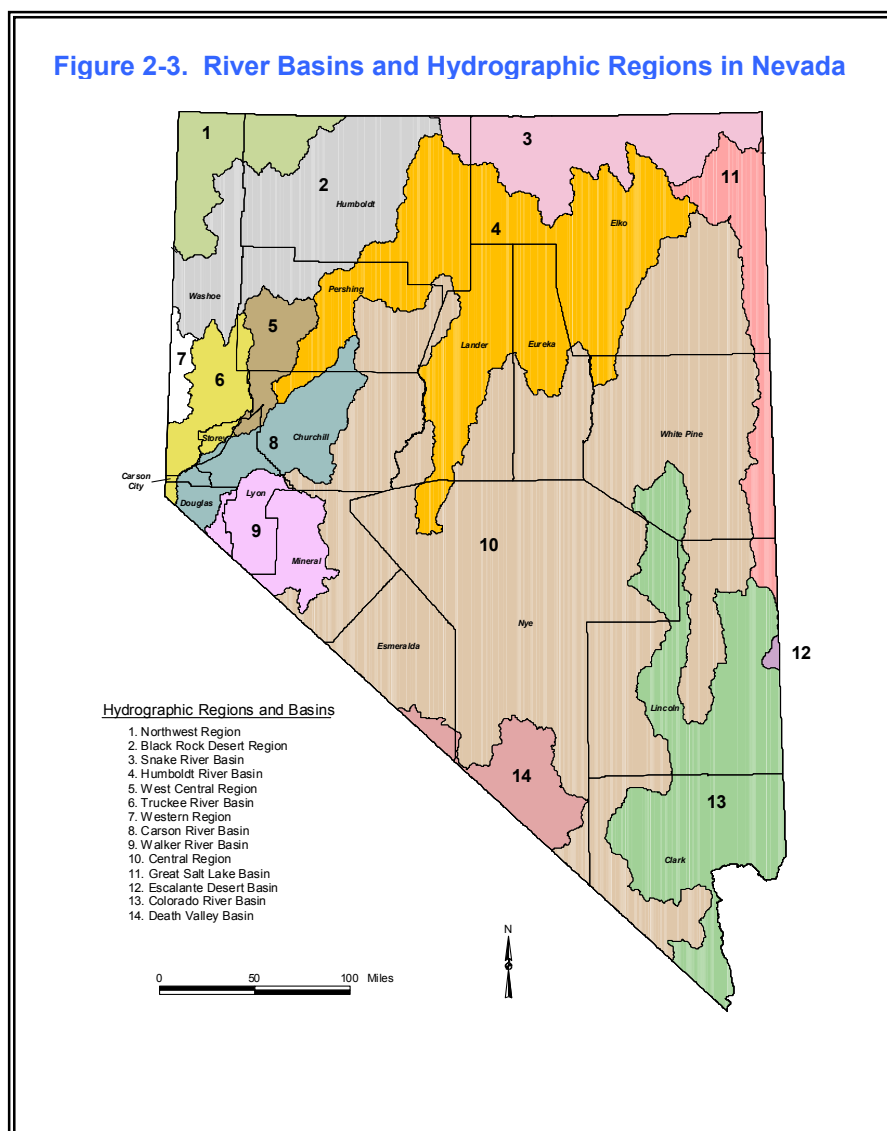 Figure 2-3. River Basins and Hydrographic Regions in Nevada
1
2
3
11
Humboldt
4
Elko
Washoe
Pershing
5
7
6
Lander
Eureka
Storey
8
Churchill
White Pine
Carson
City
Douglas
Lyon
9
Mineral
10
Nye
Esmeralda
12
Lincoln
14
13
Clark
Hydrographic Regions and Basins
1. Northwest Region
2. Black Rock Desert Region
3. Snake River Basin
4. Humboldt River Basin
5. West Central Region
6. Truckee River Basin
7. Western Region
8. Carson River Basin
9. Walker River Basin
10. Central Region
11. Great Salt Lake Basin
12. Escalante Desert Basin
13. Colorado River Basin
14. Death Valley Basin
N
0 50 100 Miles